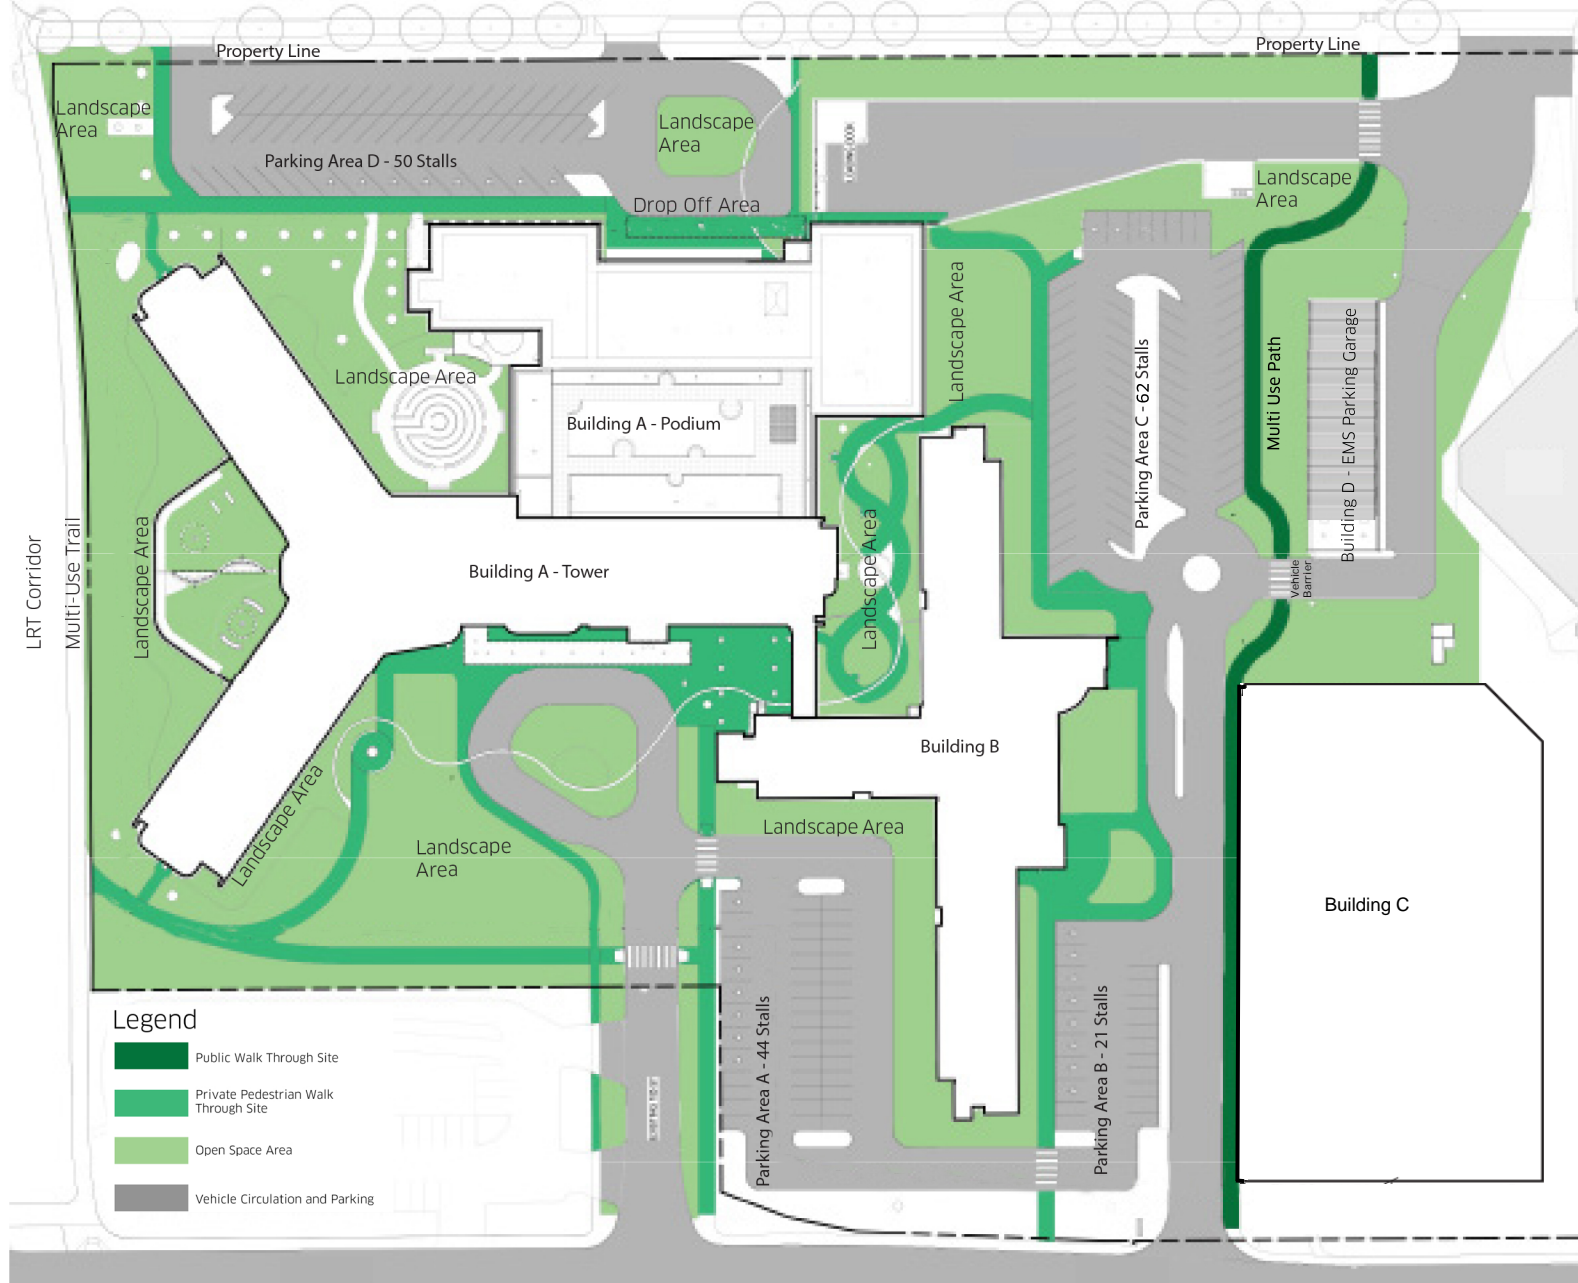 Property Line
Property Line
Landscape
Area
Landscape
Area
Parking Area D - 50 Stalls
Drop Off Area
Landscape
Area
Landscape Area
Landscape Area
Building A - Podium
Parking Area C - 62 Stalls
Multi Use Path
Building D - EMS Parking Garage
LRT Corridor
Multi-Use Trail
Landscape Area
Building A - Tower
Landscape Area
Vehicle
Barrier
Building B
Landscape Area
Landscape
Area
Landscape Area
Building C
Parking Area A - 44 Stalls
Parking Area B - 21 Stalls
Legend
Public Walk Through Site
Private Pedestrian Walk
Through Site
Open Space Area
Vehicle Circulation and Parking